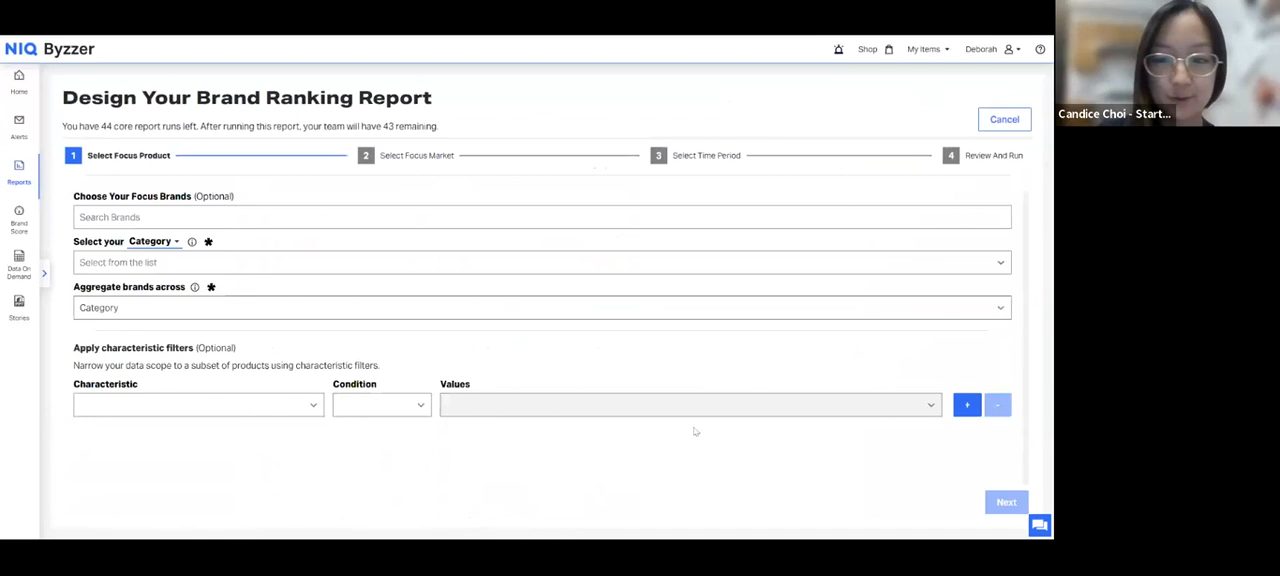 NIQ Byzzer
Shop
My Items
Deborah
Candice Choi - Start...
Home
Alerts
Reports
Brand
Score
Data On
Demand
Stories
Design Your Brand Ranking Report
You have 44 core report runs left. After running this report, your team will have 43 remaining.
Cancel
1 Select Focus Product
2 Select Focus Market
3 Select Time Period
4 Review And Run
Choose Your Focus Brands (Optional)
Search Brands
Select your Category *
Select from the list
Aggregate brands across *
Category
Apply characteristic filters (Optional)
Narrow your data scope to a subset of products using characteristic filters.
Characteristic Condition Values
+ -
Next